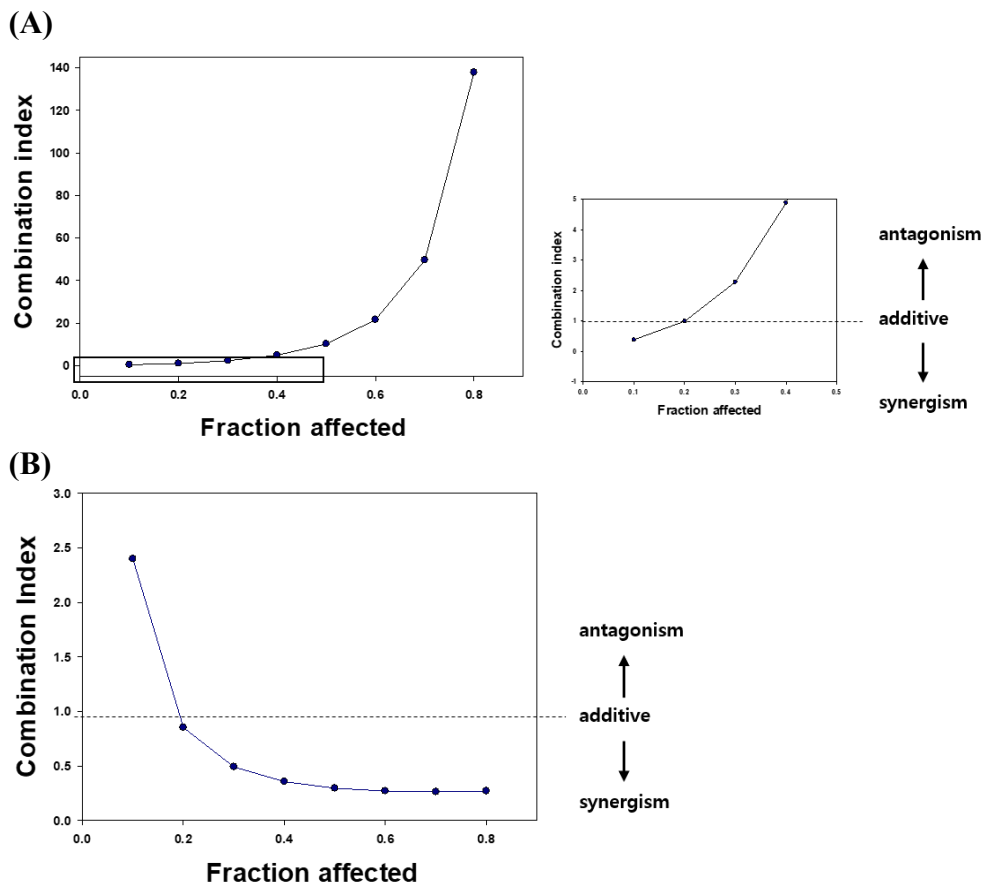 (A)
Combination index
140
120
100
80
60
40
20
0
0.0 0.2 0.4 0.6 0.8
Fraction affected
Combination index
5
4
3
2
1
0
-1
0.0 0.1 0.2 0.3 0.4 0.5
Fraction affected
antagonism
additive
synergism
(B)
Combination Index
3.0
2.5
2.0
1.5
1.0
0.5
0.0
0.0 0.2 0.4 0.6 0.8
Fraction affected
antagonism
additive
synergism